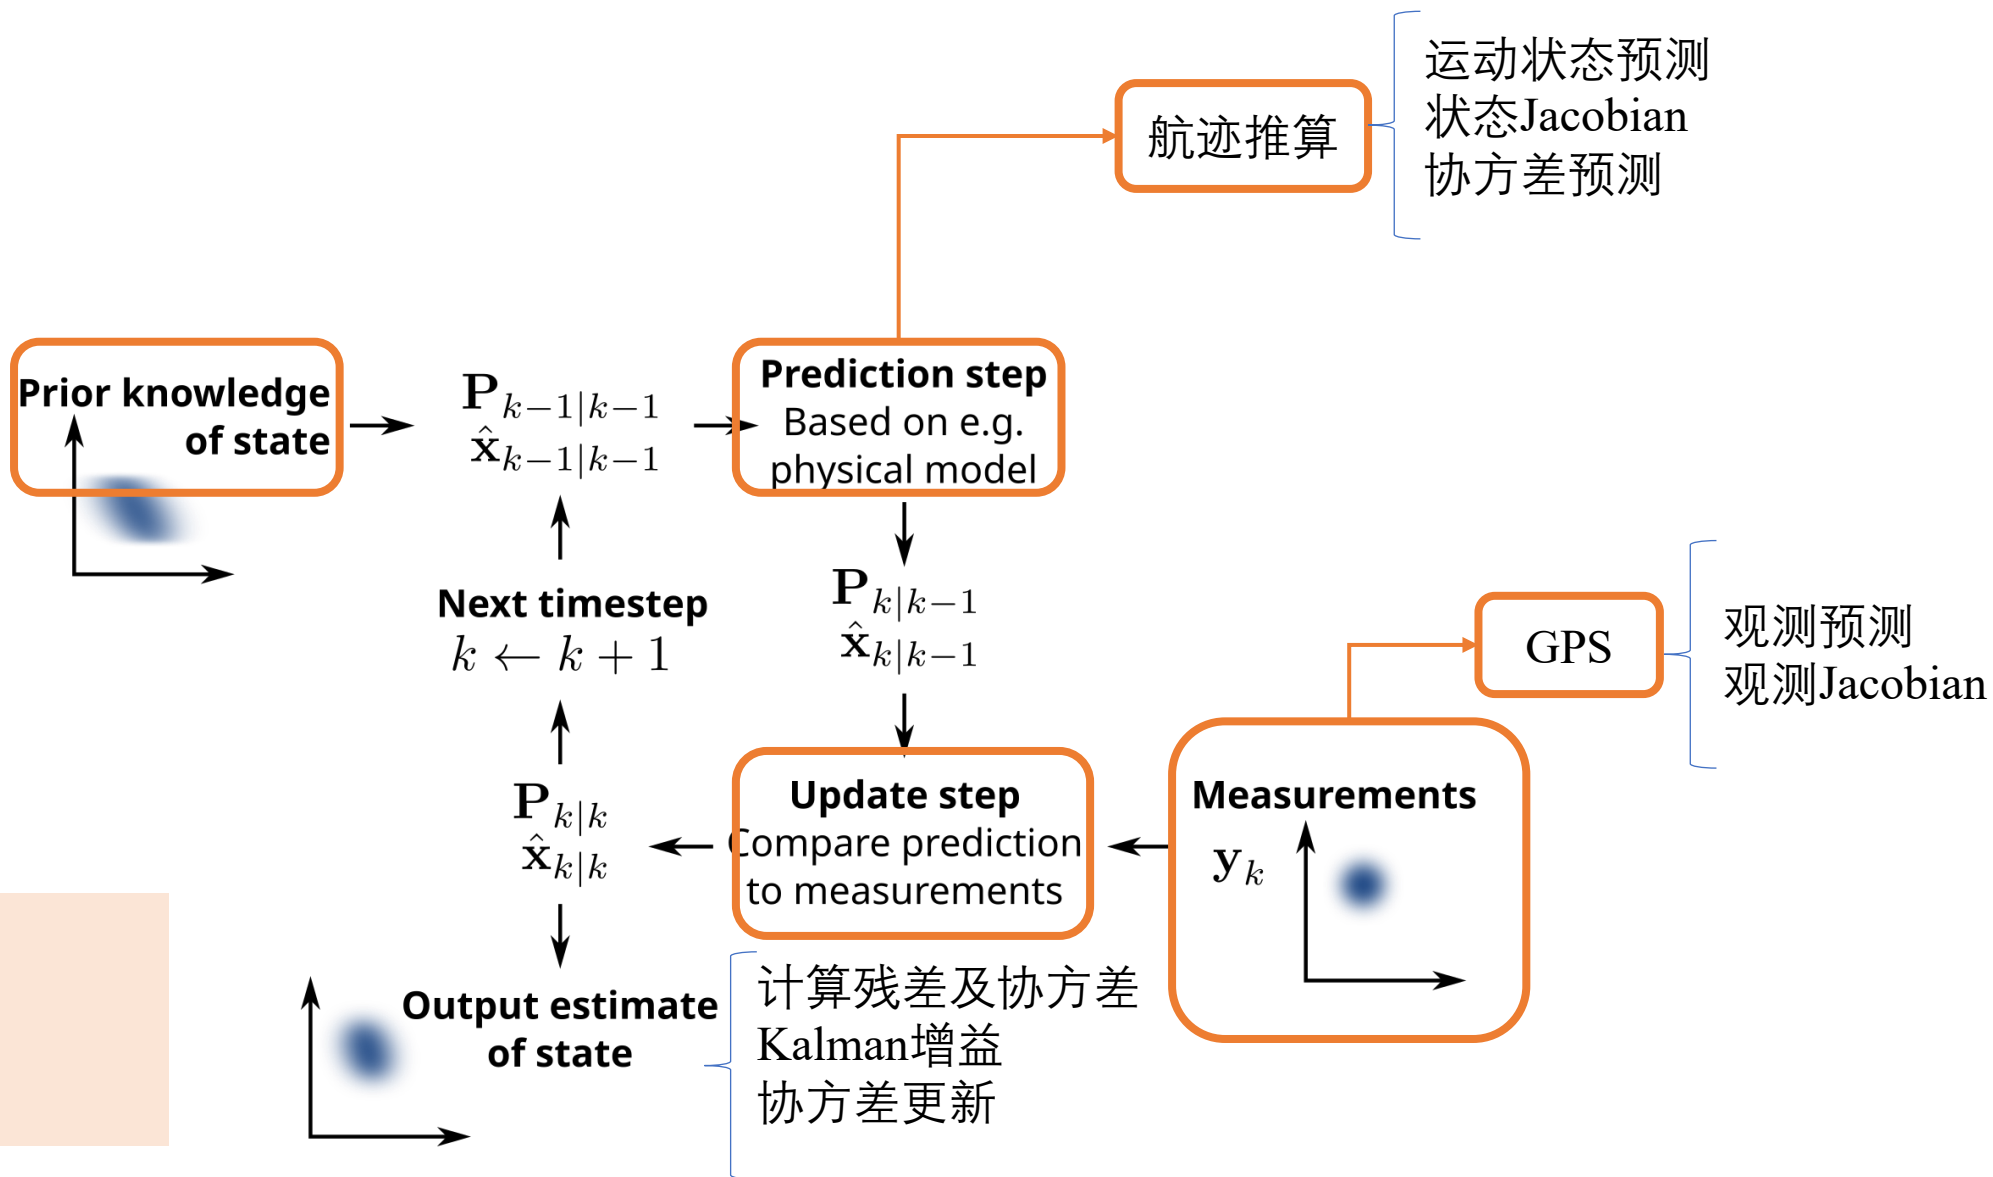 运动状态预测
状态Jacobian
协方差预测
航迹推算
Prior knowledge
of state
P_{k−1|k−1}
x̂_{k−1|k−1}
Prediction step
Based on e.g.
physical model
Next timestep
k ← k + 1
P_{k|k−1}
x̂_{k|k−1}
GPS
观测预测
观测Jacobian
P_{k|k}
x̂_{k|k}
Update step
Compare prediction
to measurements
Measurements
y_k
Output estimate
of state
计算残差及协方差
Kalman增益
协方差更新